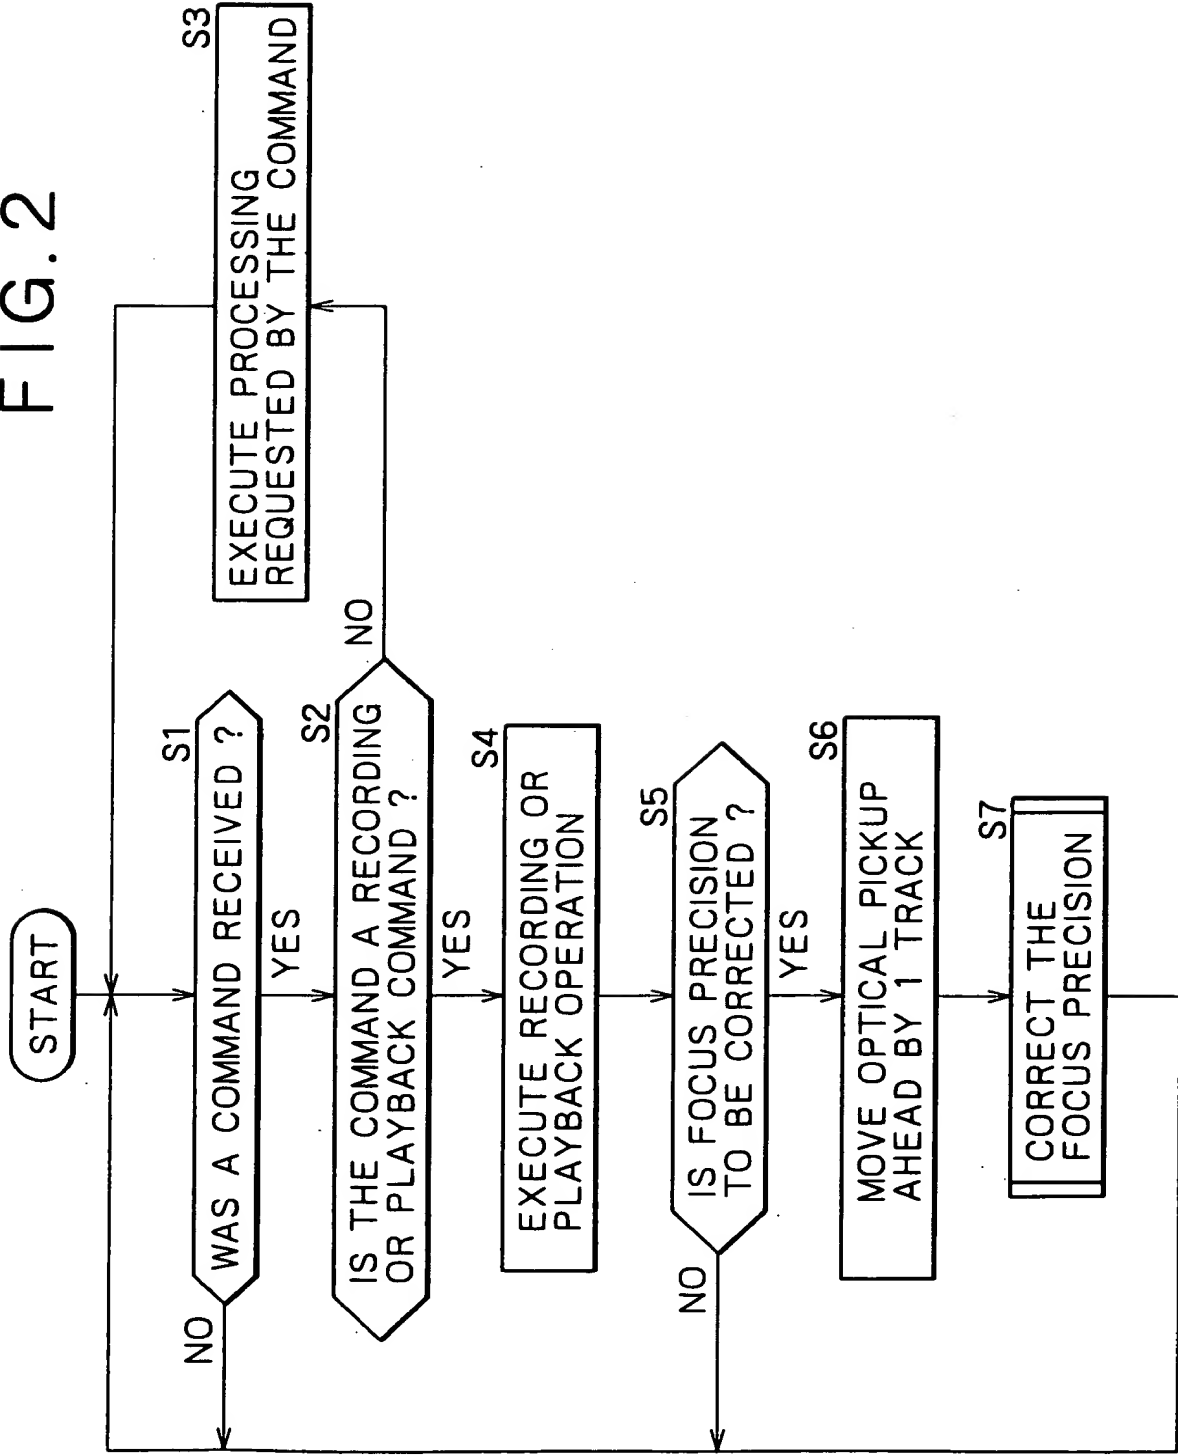 FIG. 2
START
S1
WAS A COMMAND RECEIVED ?
NO
YES
S2
IS THE COMMAND A RECORDING
OR PLAYBACK COMMAND ?
NO
YES
S3
EXECUTE PROCESSING
REQUESTED BY THE COMMAND
S4
EXECUTE RECORDING OR
PLAYBACK OPERATION
S5
IS FOCUS PRECISION
TO BE CORRECTED ?
NO
YES
S6
MOVE OPTICAL PICKUP
AHEAD BY 1 TRACK
S7
CORRECT THE
FOCUS PRECISION